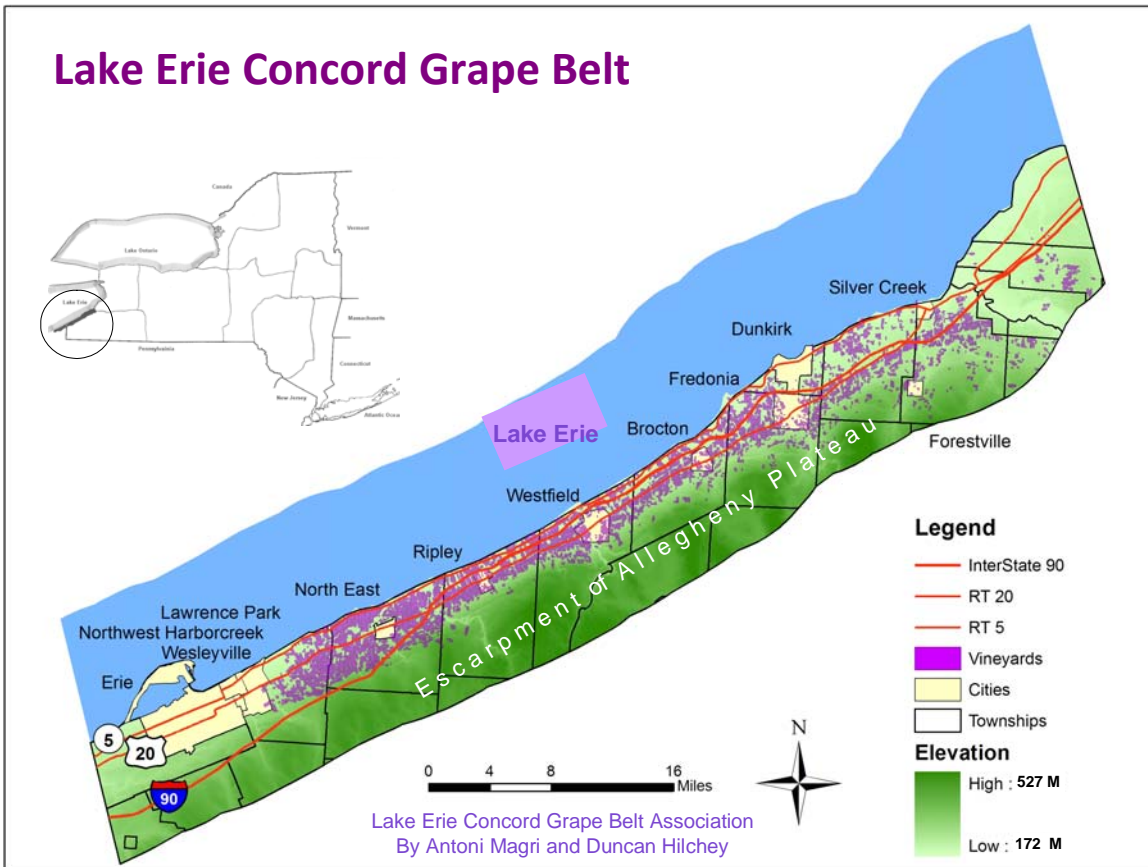 Lake Erie Concord Grape Belt
Canada
Lake Ontario
Vermont
Lake Erie
Massachusetts
Pennsylvania
Connecticut
New Jersey
Atlantic Ocea
Silver Creek
Dunkirk
Fredonia
Lake Erie
Brocton
Forestville
Westfield
Escarpment of Allegheny Plateau
Ripley
North East
Lawrence Park
Northwest Harborcreek
Wesleyville
Erie
5
20
90
Legend
InterState 90
RT 20
RT 5
Vineyards
Cities
Townships
Elevation
High : 527 M
Low : 172 M
N
0 4 8 16
Miles
Lake Erie Concord Grape Belt Association
By Antoni Magri and Duncan Hilchey